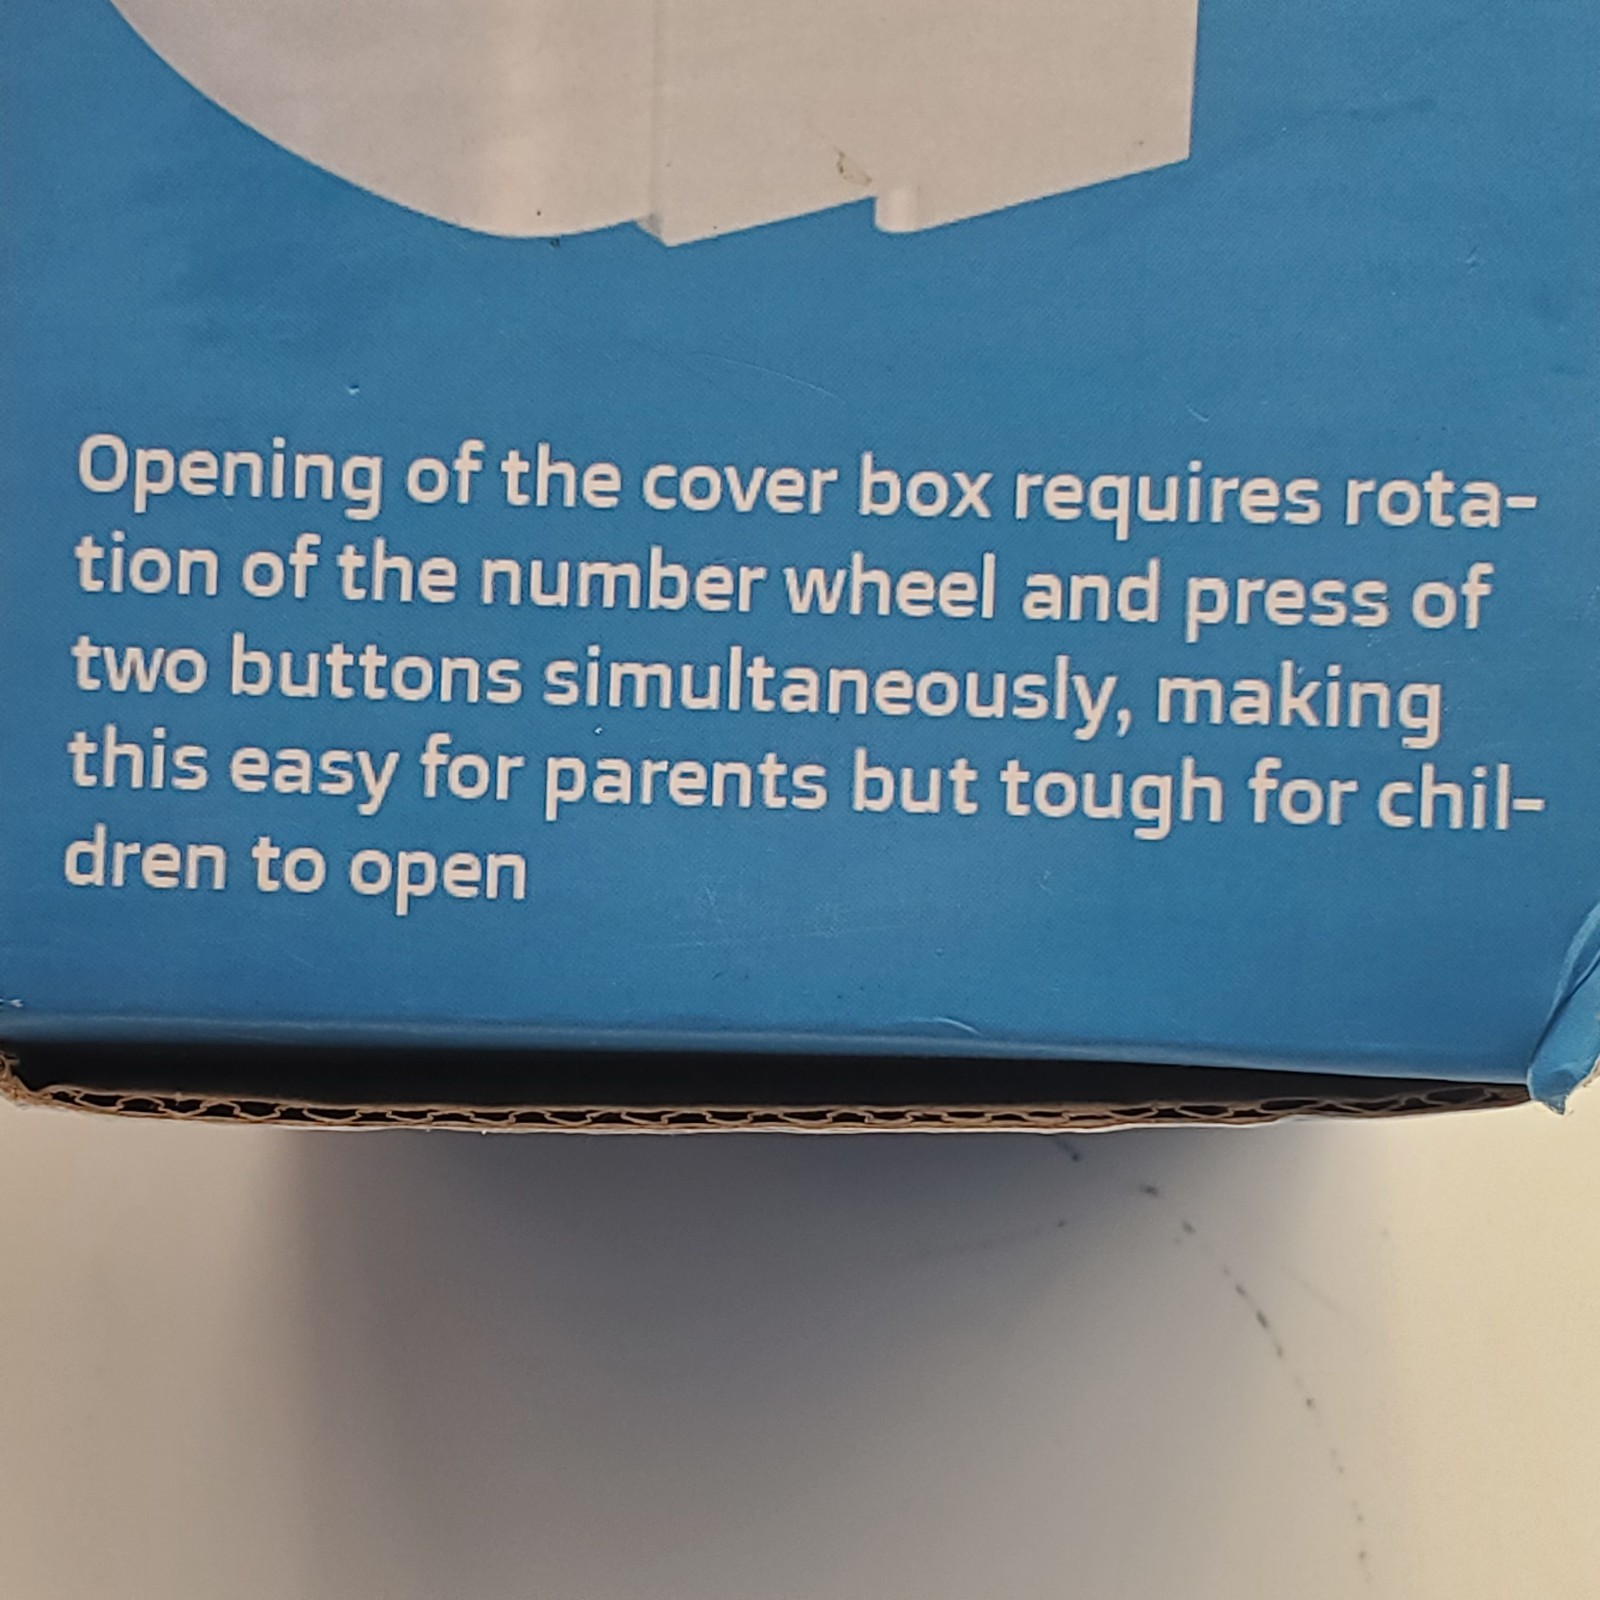 Opening of the cover box requires rota-
tion of the number wheel and press of
two buttons simultaneously, making
this easy for parents but tough for chil-
dren to open